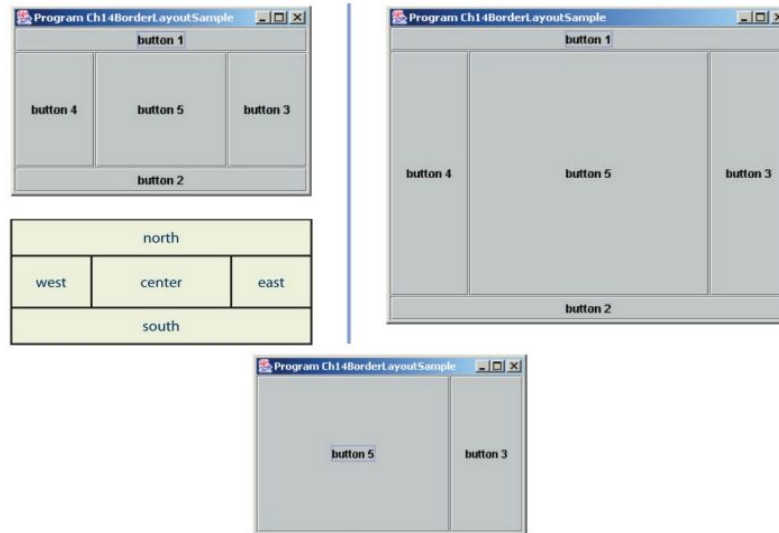 Program Ch14BorderLayoutSample
button 1
button 4 button 5 button 3
button 2
north
west center east
south
Program Ch14BorderLayoutSample
button 1
button 4 button 5 button 3
button 2
Program Ch14BorderLayoutSample
button 5 button 3